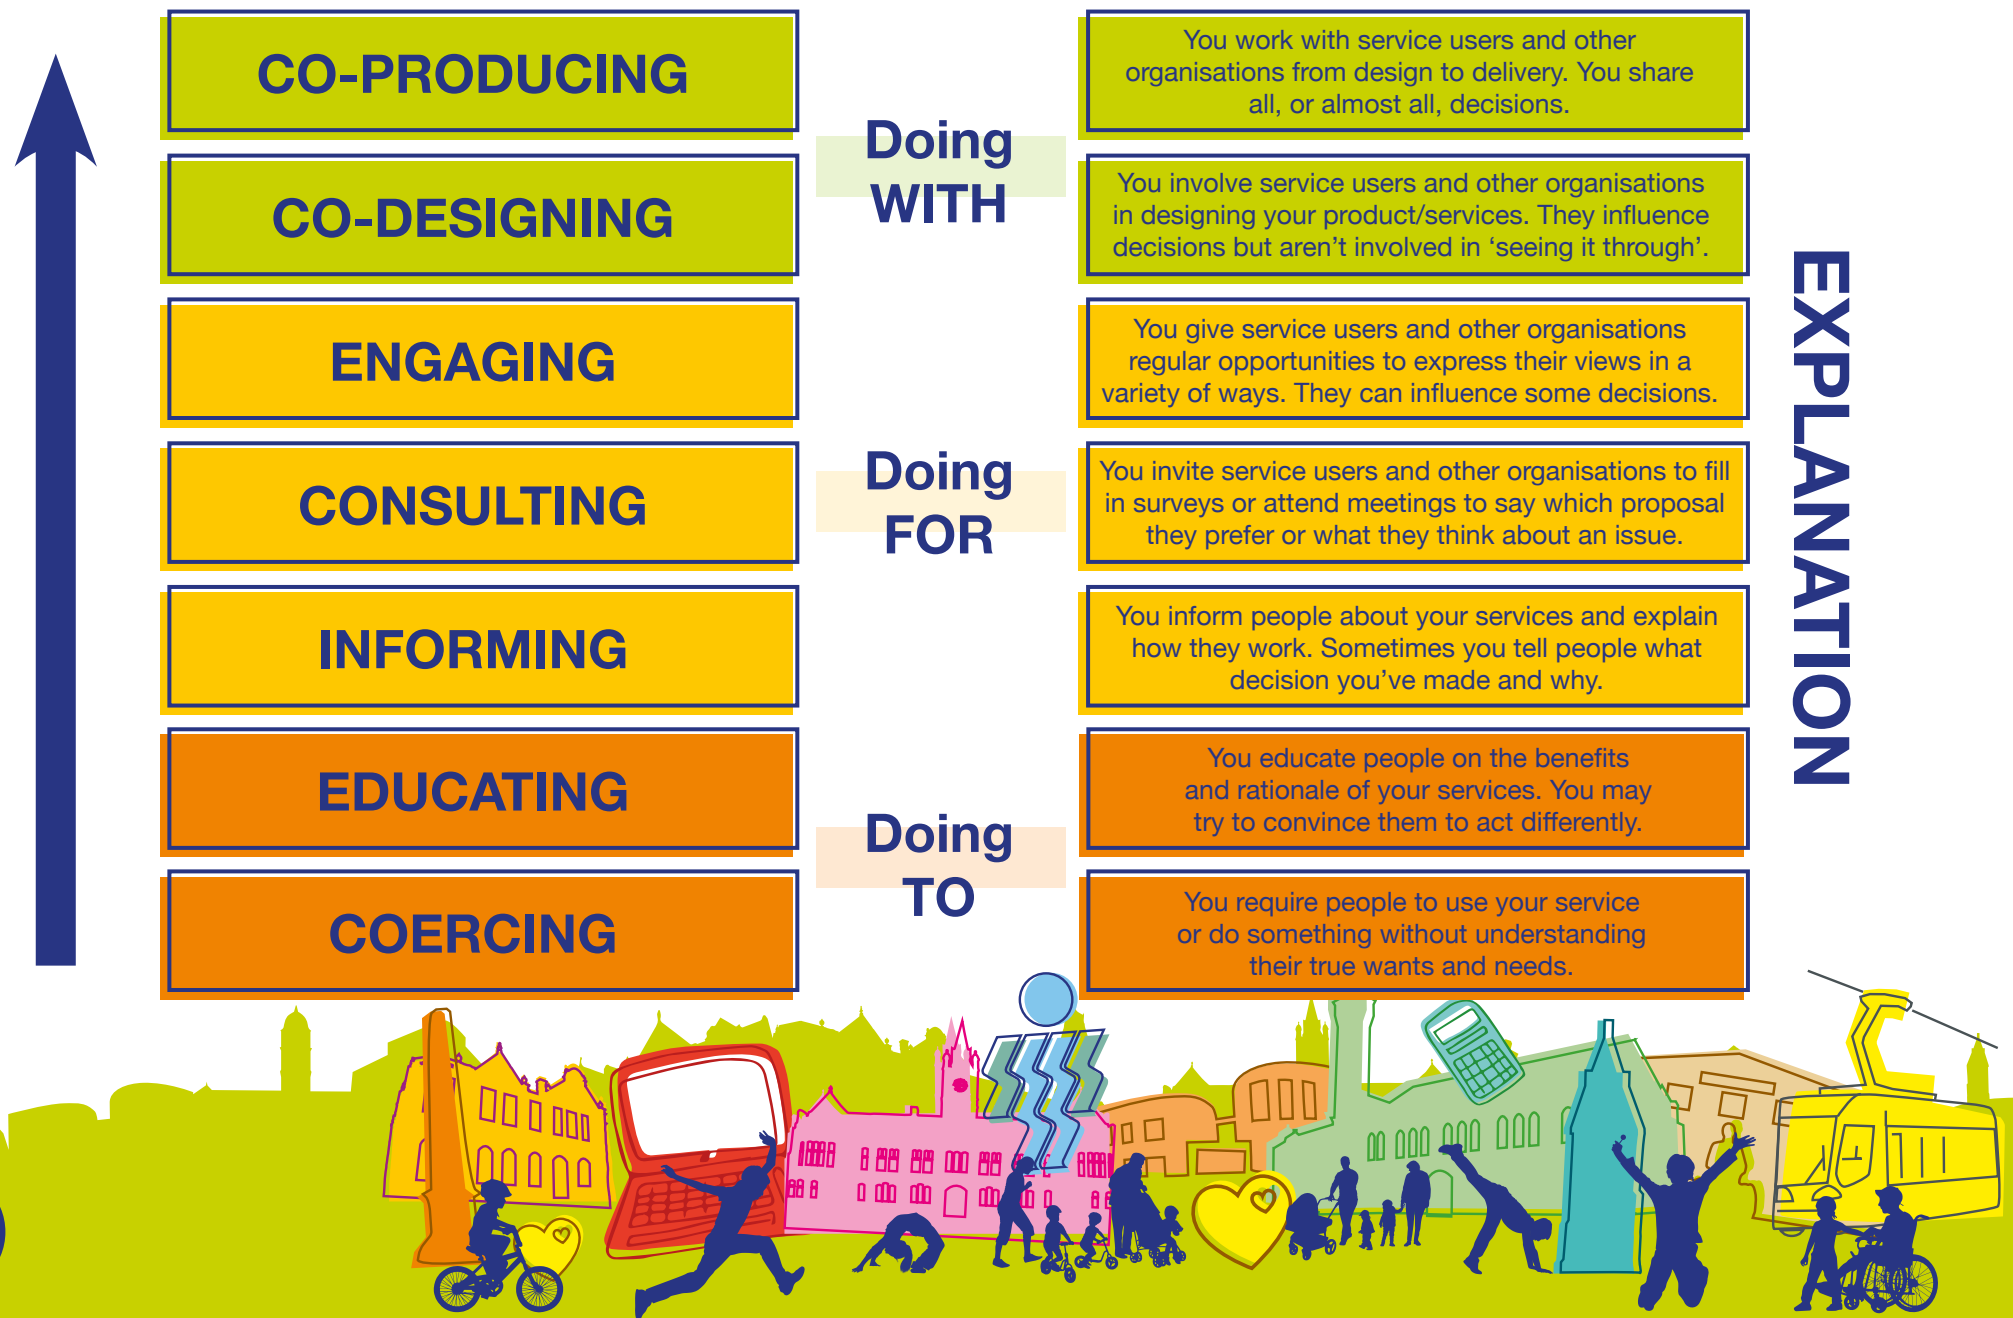 CO-PRODUCING
You work with service users and other
organisations from design to delivery. You share
all, or almost all, decisions.
Doing
WITH
CO-DESIGNING
You involve service users and other organisations
in designing your product/services. They influence
decisions but aren’t involved in ‘seeing it through’.
ENGAGING
You give service users and other organisations
regular opportunities to express their views in a
variety of ways. They can influence some decisions.
CONSULTING
Doing
FOR
You invite service users and other organisations to fill
in surveys or attend meetings to say which proposal
they prefer or what they think about an issue.
INFORMING
You inform people about your services and explain
how they work. Sometimes you tell people what
decision you’ve made and why.
EDUCATING
You educate people on the benefits
and rationale of your services. You may
try to convince them to act differently.
Doing
TO
COERCING
You require people to use your service
or do something without understanding
their true wants and needs.
EXPLANATION